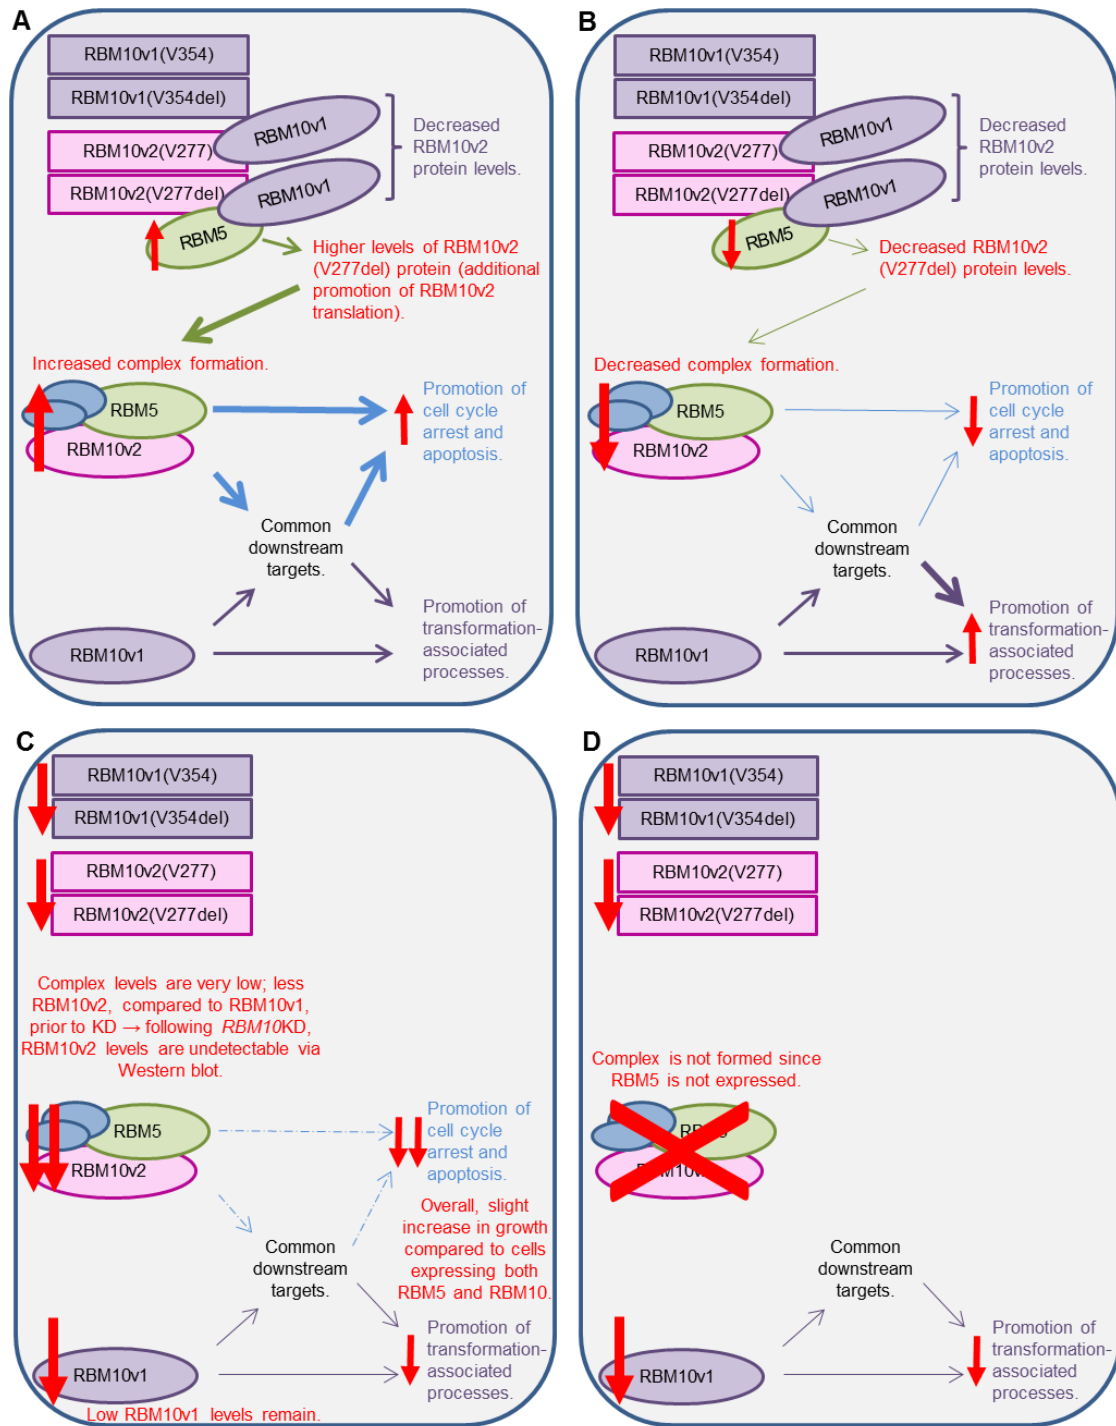 A
RBM10v1(V354)
RBM10v1(V354del)
RBM10v2(V277)
RBM10v2(V277del)
RBM10v1
RBM10v1
RBM5
Decreased
RBM10v2
protein levels.
Higher levels of RBM10v2
(V277del) protein (additional
promotion of RBM10v2
translation).
Increased complex formation.
RBM5
RBM10v2
Promotion of
cell cycle
arrest and
apoptosis.
Common
downstream
targets.
RBM10v1
Promotion of
transformation-
associated
processes.
B
RBM10v1(V354)
RBM10v1(V354del)
RBM10v2(V277)
RBM10v2(V277del)
RBM10v1
RBM10v1
RBM5
Decreased
RBM10v2
protein levels.
Decreased RBM10v2
(V277del) protein levels.
Decreased complex formation.
RBM5
RBM10v2
Promotion of
cell cycle
arrest and
apoptosis.
Common
downstream
targets.
RBM10v1
Promotion of
transformation-
associated
processes.
C
RBM10v1(V354)
RBM10v1(V354del)
RBM10v2(V277)
RBM10v2(V277del)
Complex levels are very low; less
RBM10v2, compared to RBM10v1,
prior to KD → following RBM10KD,
RBM10v2 levels are undetectable via
Western blot.
RBM5
RBM10v2
Promotion of
cell cycle
arrest and
apoptosis.
Overall, slight
increase in growth
compared to cells
expressing both
RBM5 and RBM10.
Common
downstream
targets.
RBM10v1
Promotion of
transformation-
associated
processes.
Low RBM10v1 levels remain.
D
RBM10v1(V354)
RBM10v1(V354del)
RBM10v2(V277)
RBM10v2(V277del)
Complex is not formed since
RBM5 is not expressed.
Common
downstream
targets.
RBM10v1
Promotion of
transformation-
associated
processes.